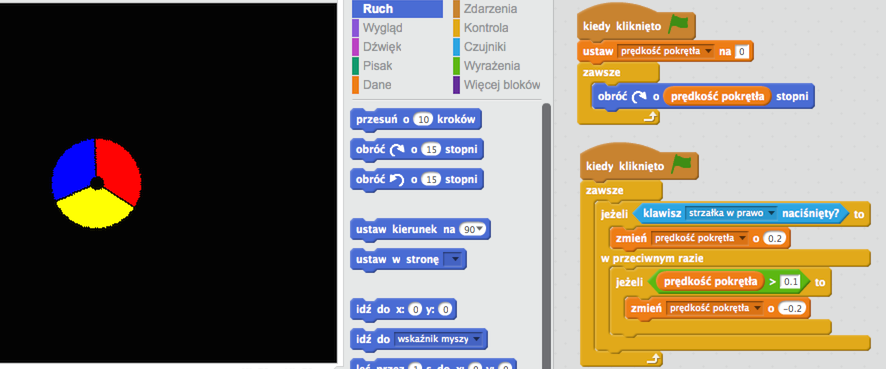 Ruch
Wygląd
Dźwięk
Pisak
Dane
Zdarzenia
Kontrola
Czujniki
Wyrażenia
Więcej bloków
przesuń o 10 kroków
obróć o 15 stopni
obróć o 15 stopni
ustaw kierunek na 90
ustaw w stronę
idź do x: 0 y: 0
idź do wskaźnik myszy
kiedy kliknięto
ustaw prędkość pokrętła na 0
zawsze
obróć o prędkość pokrętła stopni
kiedy kliknięto
zawsze
jeżeli klawisz strzałka w prawo naciśnięty? to
zmień prędkość pokrętła o 0.2
w przeciwnym razie
jeżeli prędkość pokrętła > 0.1 to
zmień prędkość pokrętła o -0.2